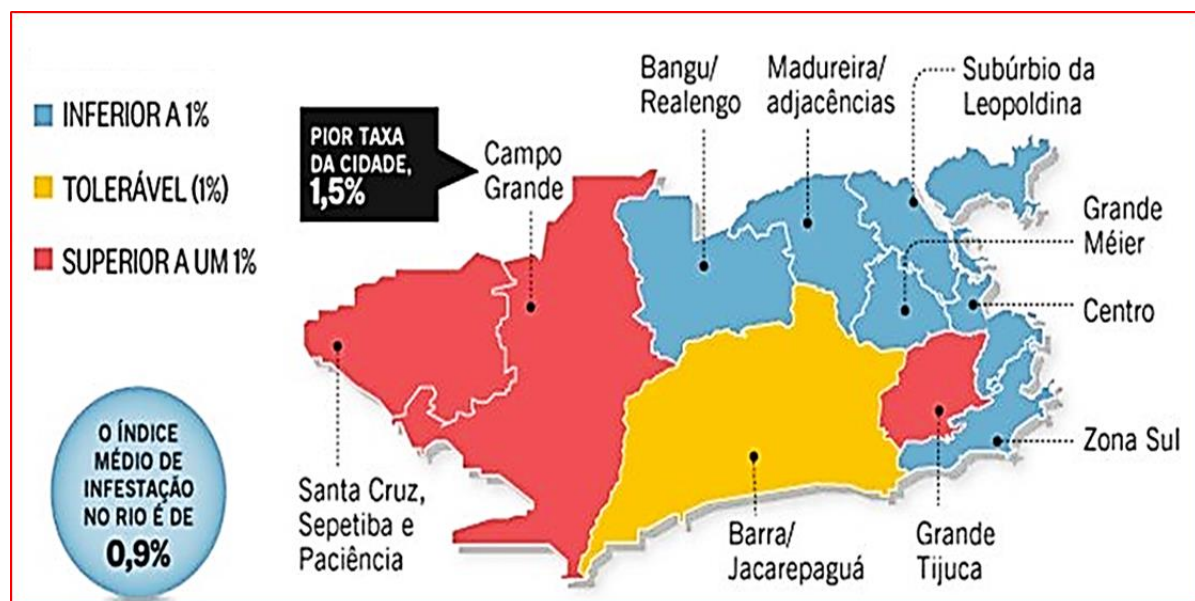 INFERIOR A 1%
TOLERÁVEL (1%)
SUPERIOR A UM 1%
PIOR TAXA
DA CIDADE,
1,5%
Campo
Grande
Bangu/
Realengo
Madureira/
adjacências
Subúrbio da
Leopoldina
Grande
Méier
Centro
Zona Sul
Grande
Tijuca
Barra/
Jacarepaguá
Santa Cruz,
Sepetiba e
Paciência
O ÍNDICE
MÉDIO DE
INFESTAÇÃO
NO RIO É DE
0,9%